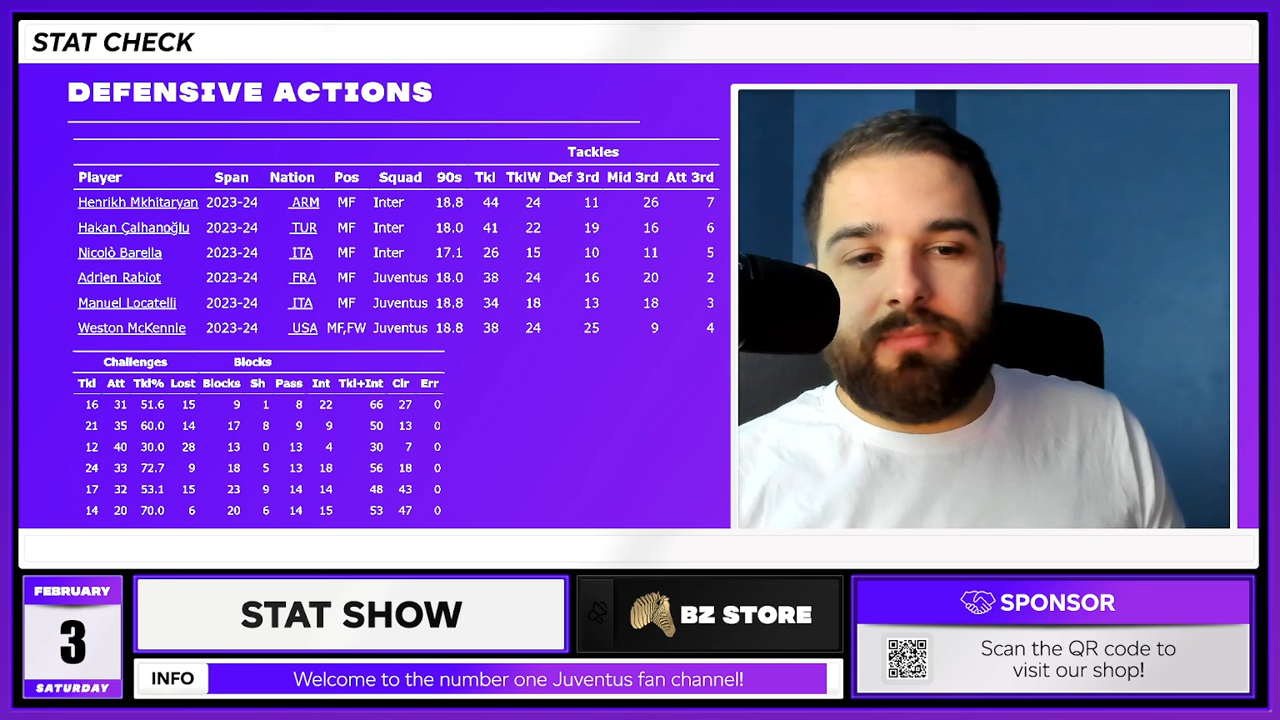 STAT CHECK
DEFENSIVE ACTIONS
Tackles
Player Span Nation Pos Squad 90s Tkl TklW Def 3rd Mid 3rd Att 3rd
Henrikh Mkhitaryan 2023-24 ARM MF Inter 18.8 44 24 11 26 7
Hakan Çalhanoğlu 2023-24 TUR MF Inter 18.0 41 22 19 16 6
Nicolò Barella 2023-24 ITA MF Inter 17.1 26 15 10 11 5
Adrien Rabiot 2023-24 FRA MF Juventus 18.0 38 24 16 20 2
Manuel Locatelli 2023-24 ITA MF Juventus 18.8 34 18 13 18 3
Weston McKennie 2023-24 USA MF,FW Juventus 18.8 38 24 25 9 4
Challenges Blocks
Tkl Att Tkl% Lost Blocks Sh Pass Int Tkl+Int Clr Err
16 31 51.6 15 9 1 8 22 66 27 0
21 35 60.0 14 17 8 9 9 50 13 0
12 40 30.0 28 13 0 13 4 30 7 0
24 33 72.7 9 18 5 13 18 56 18 0
17 32 53.1 15 23 9 14 14 48 43 0
14 20 70.0 6 20 6 14 15 53 47 0
FEBRUARY
3
SATURDAY
STAT SHOW
BZ STORE
INFO
Welcome to the number one Juventus fan channel!
SPONSOR
Scan the QR code to
visit our shop!